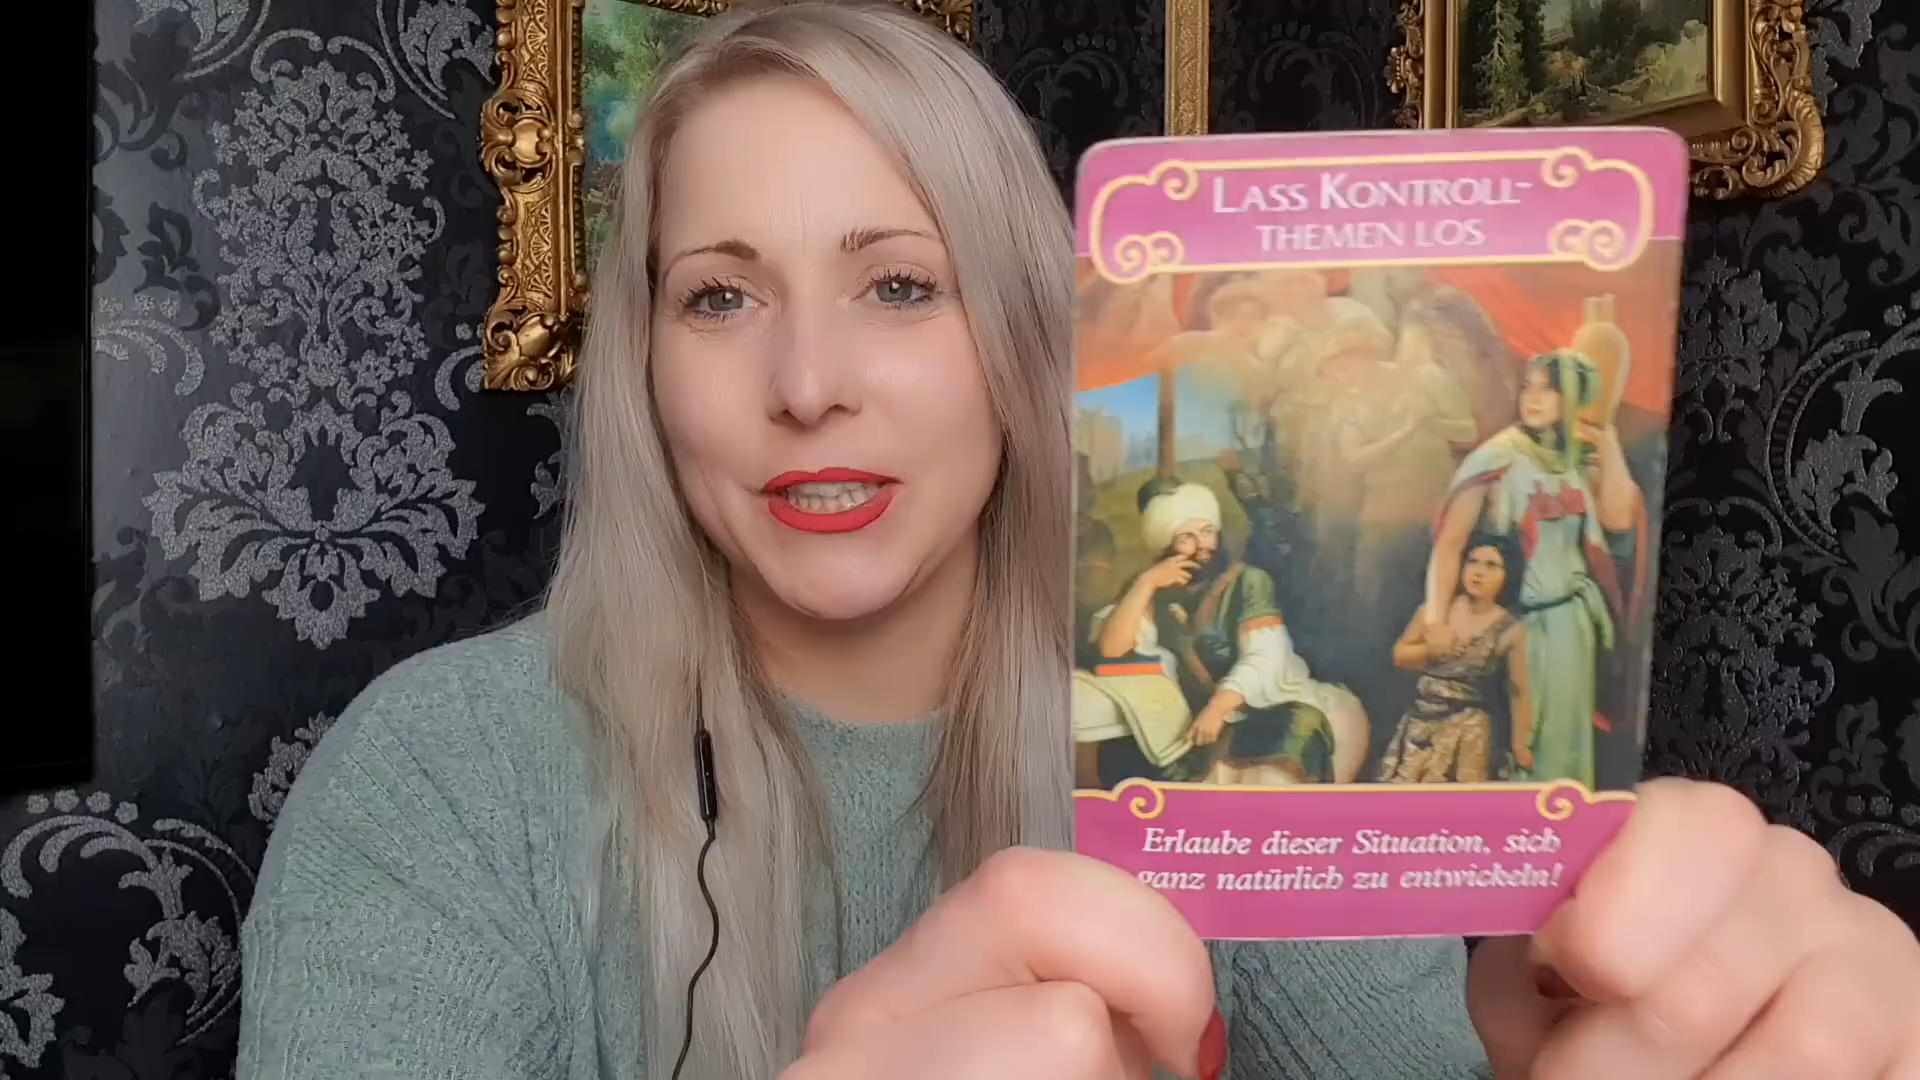 LASS KONTROLL-
THEMEN LOS
Erlaube dieser Situation, sich
ganz natürlich zu entwickeln!